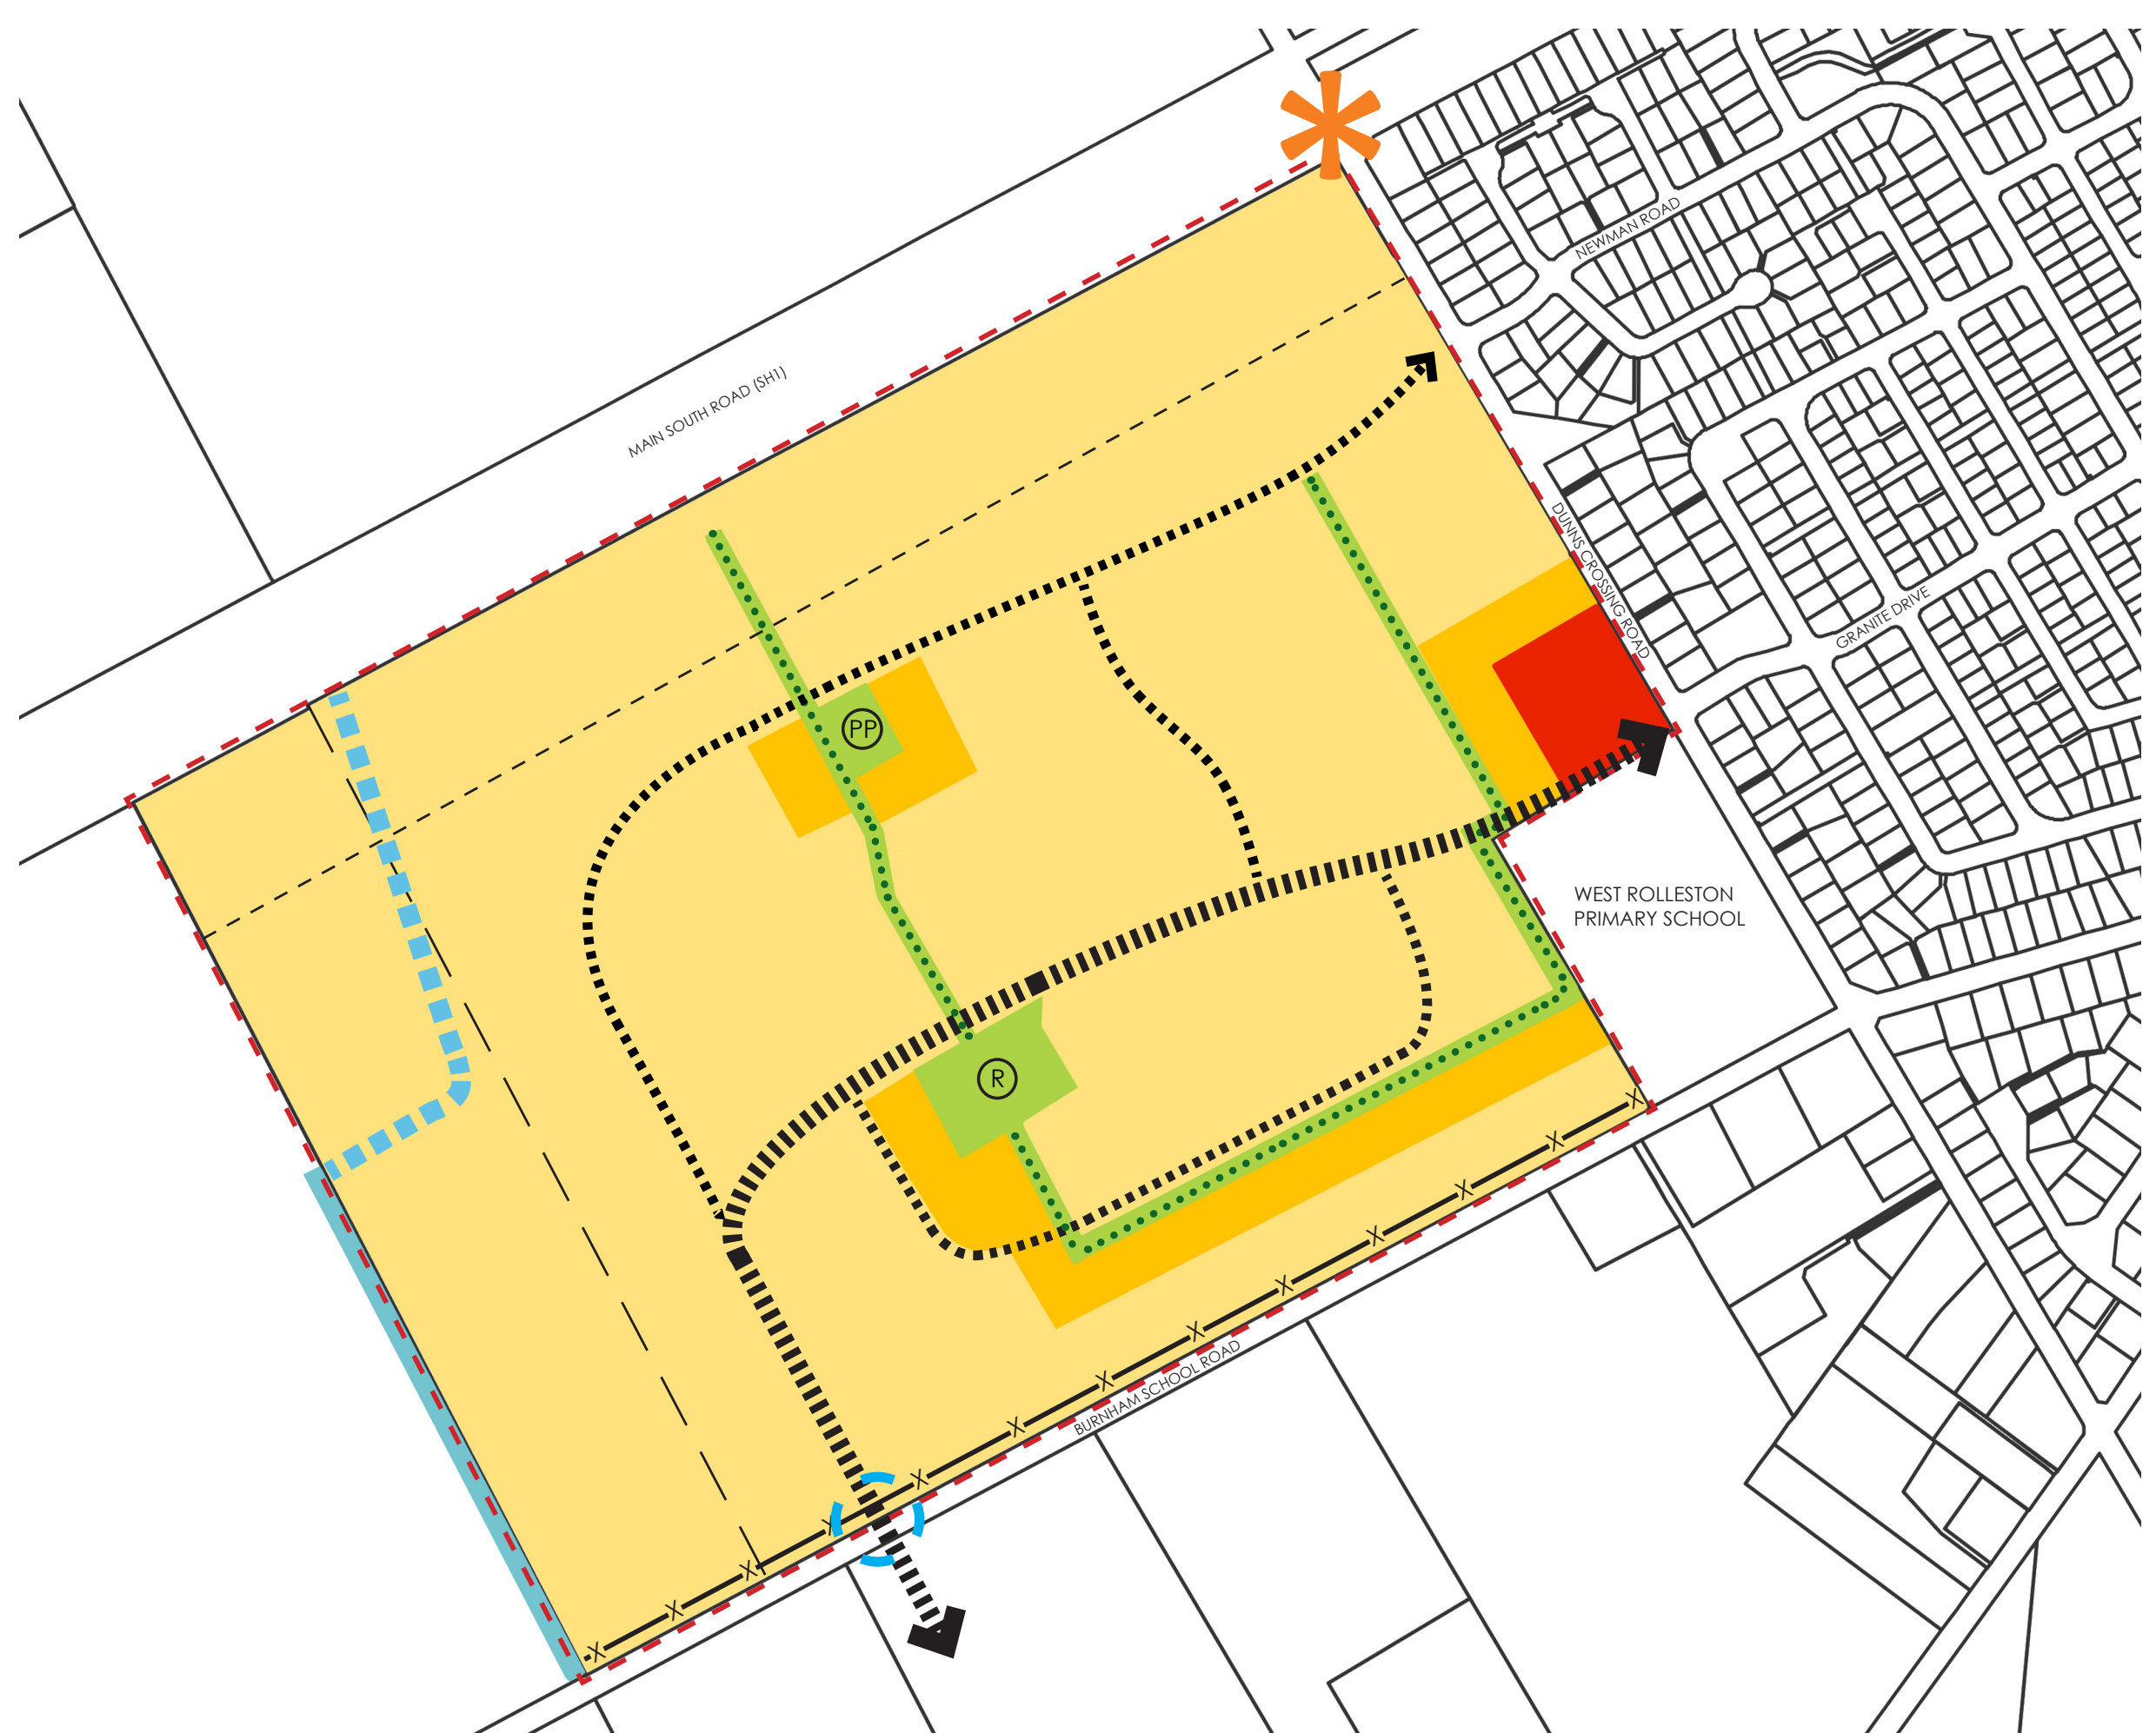 NEWMAN ROAD
MAIN SOUTH ROAD (SH1)
DUNNS CROSSING ROAD
GRANITE DRIVE
PP
WEST ROLLESTON
PRIMARY SCHOOL
R
BURNHAM SCHOOL ROAD